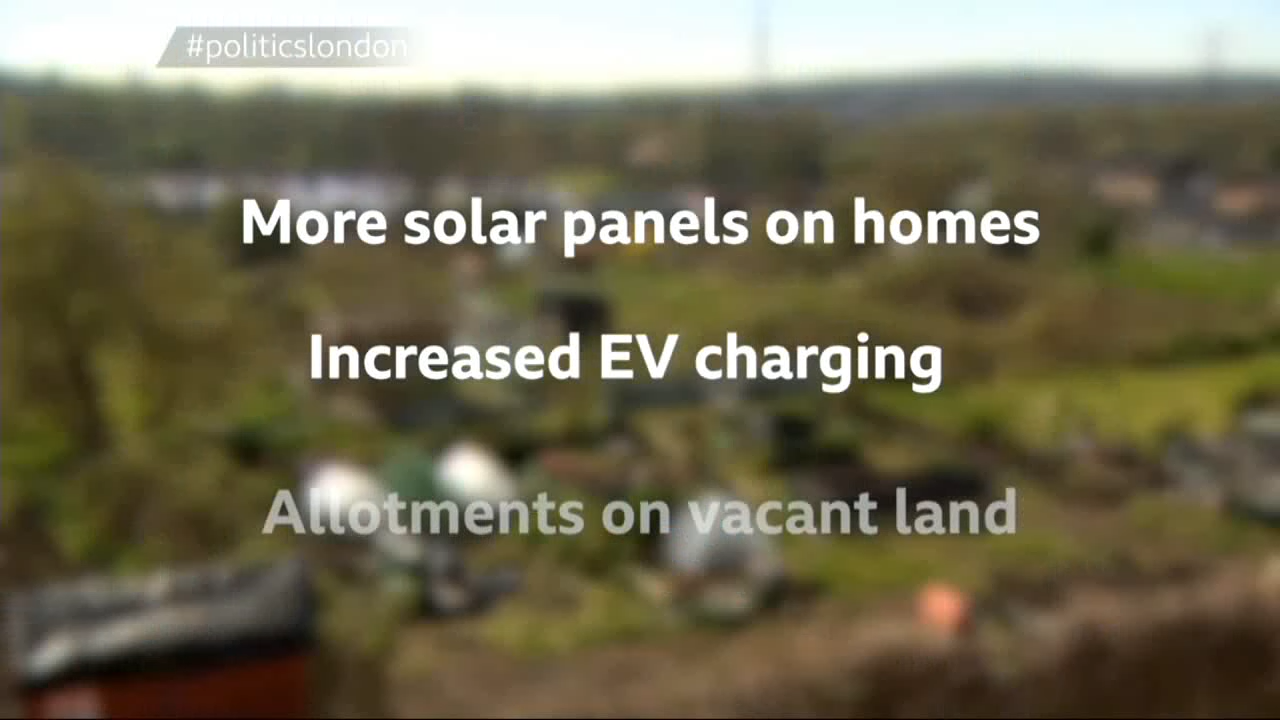 #politicslondon
More solar panels on homes
Increased EV charging
Allotments on vacant land